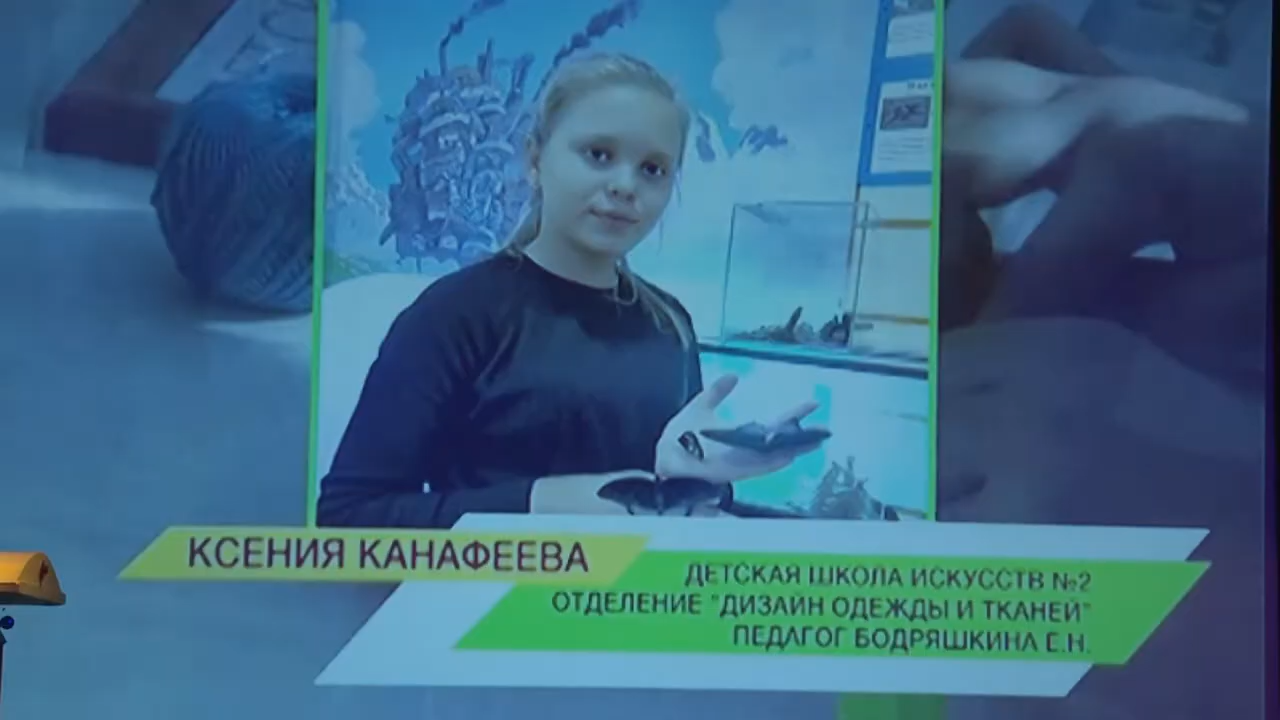 КСЕНИЯ КАНАФЕЕВА
ДЕТСКАЯ ШКОЛА ИСКУССТВ №2
ОТДЕЛЕНИЕ "ДИЗАЙН ОДЕЖДЫ И ТКАНЕЙ"
ПЕДАГОГ БОДРЯШКИНА Е.Н.